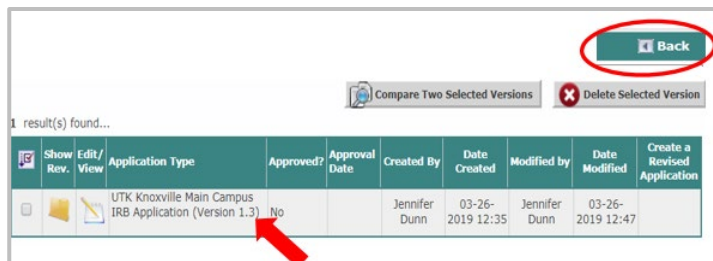 Back
Compare Two Selected Versions
Delete Selected Version
1 result(s) found...
Show Rev.
Edit/ View
Application Type
Approved?
Approval Date
Created By
Date Created
Modified by
Date Modified
Create a Revised Application
UTK Knoxville Main Campus
IRB Application (Version 1.3)
No
Jennifer Dunn
03-26-
2019 12:35
Jennifer Dunn
03-26-
2019 12:47